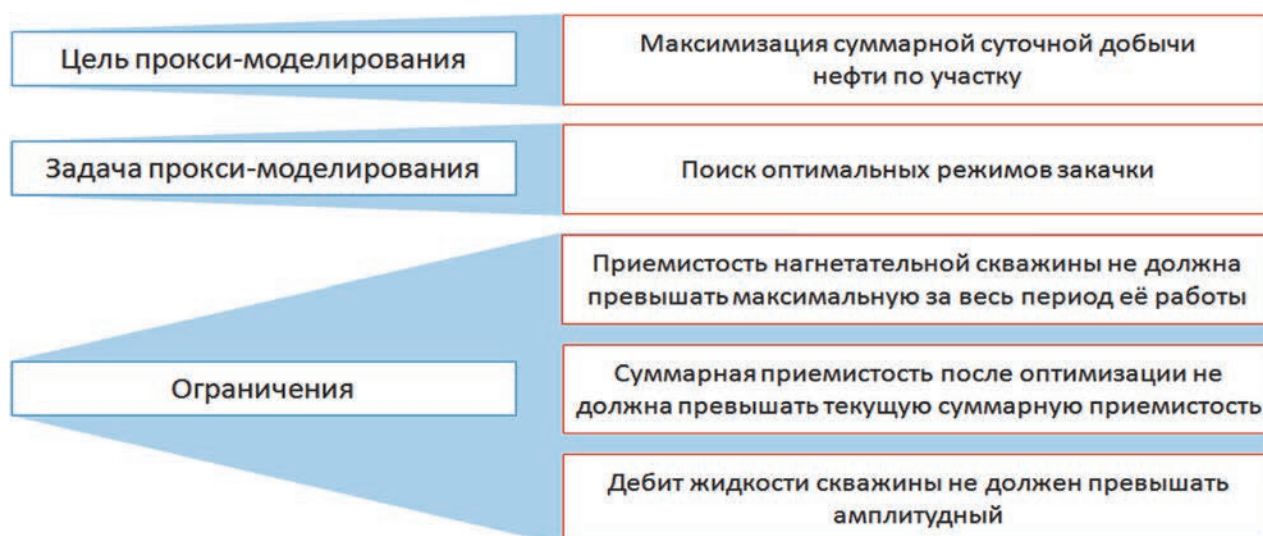 Цель прокси-моделирования
Максимизация суммарной суточной добычи
нефти по участку
Задача прокси-моделирования
Поиск оптимальных режимов закачки
Ограничения
Приемистость нагнетательной скважины не должна
превышать максимальную за весь период её работы
Суммарная приемистость после оптимизации не
должна превышать текущую суммарную приемистость
Дебит жидкости скважины не должен превышать
амплитудный